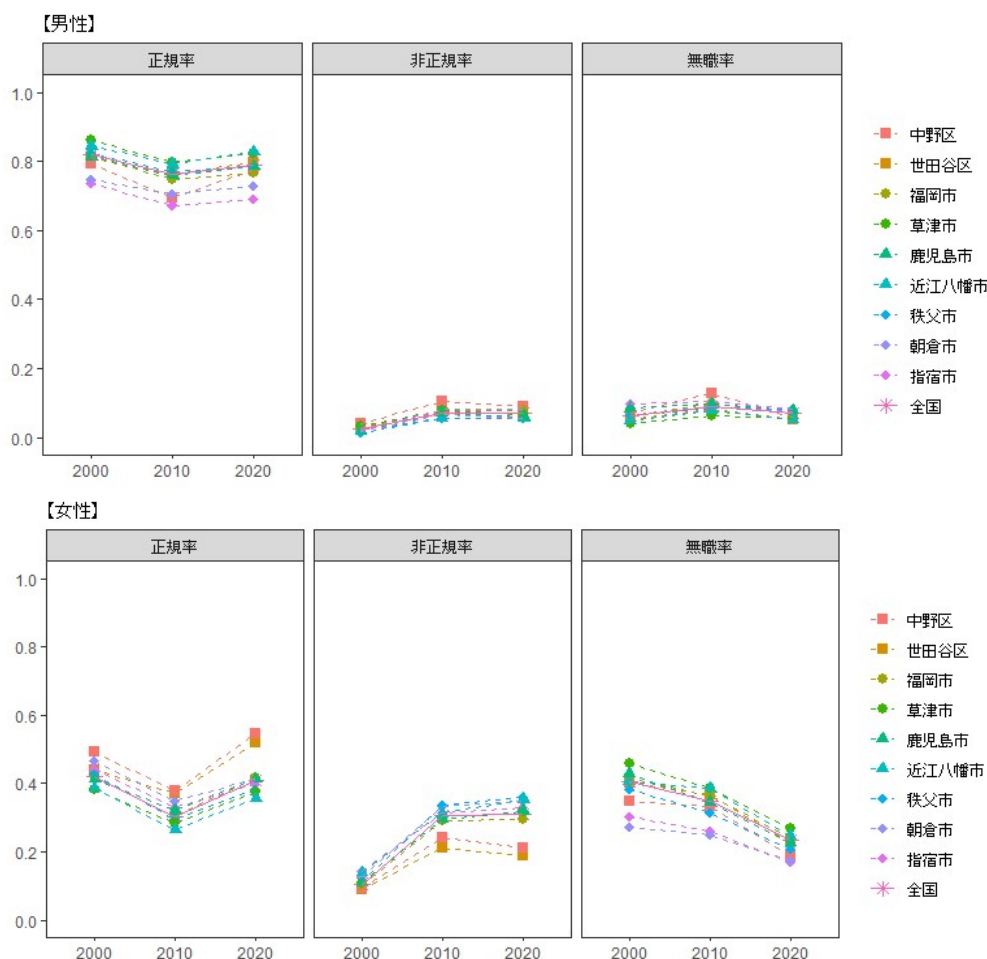 【男性】
正規率 非正規率 無職率
1.0
0.8
0.6
0.4
0.2
0.0
2000 2010 2020 2000 2010 2020 2000 2010 2020
中野区
世田谷区
福岡市
草津市
鹿児島市
近江八幡市
秩父市
朝倉市
指宿市
全国
【女性】
正規率 非正規率 無職率
1.0
0.8
0.6
0.4
0.2
0.0
2000 2010 2020 2000 2010 2020 2000 2010 2020
中野区
世田谷区
福岡市
草津市
鹿児島市
近江八幡市
秩父市
朝倉市
指宿市
全国